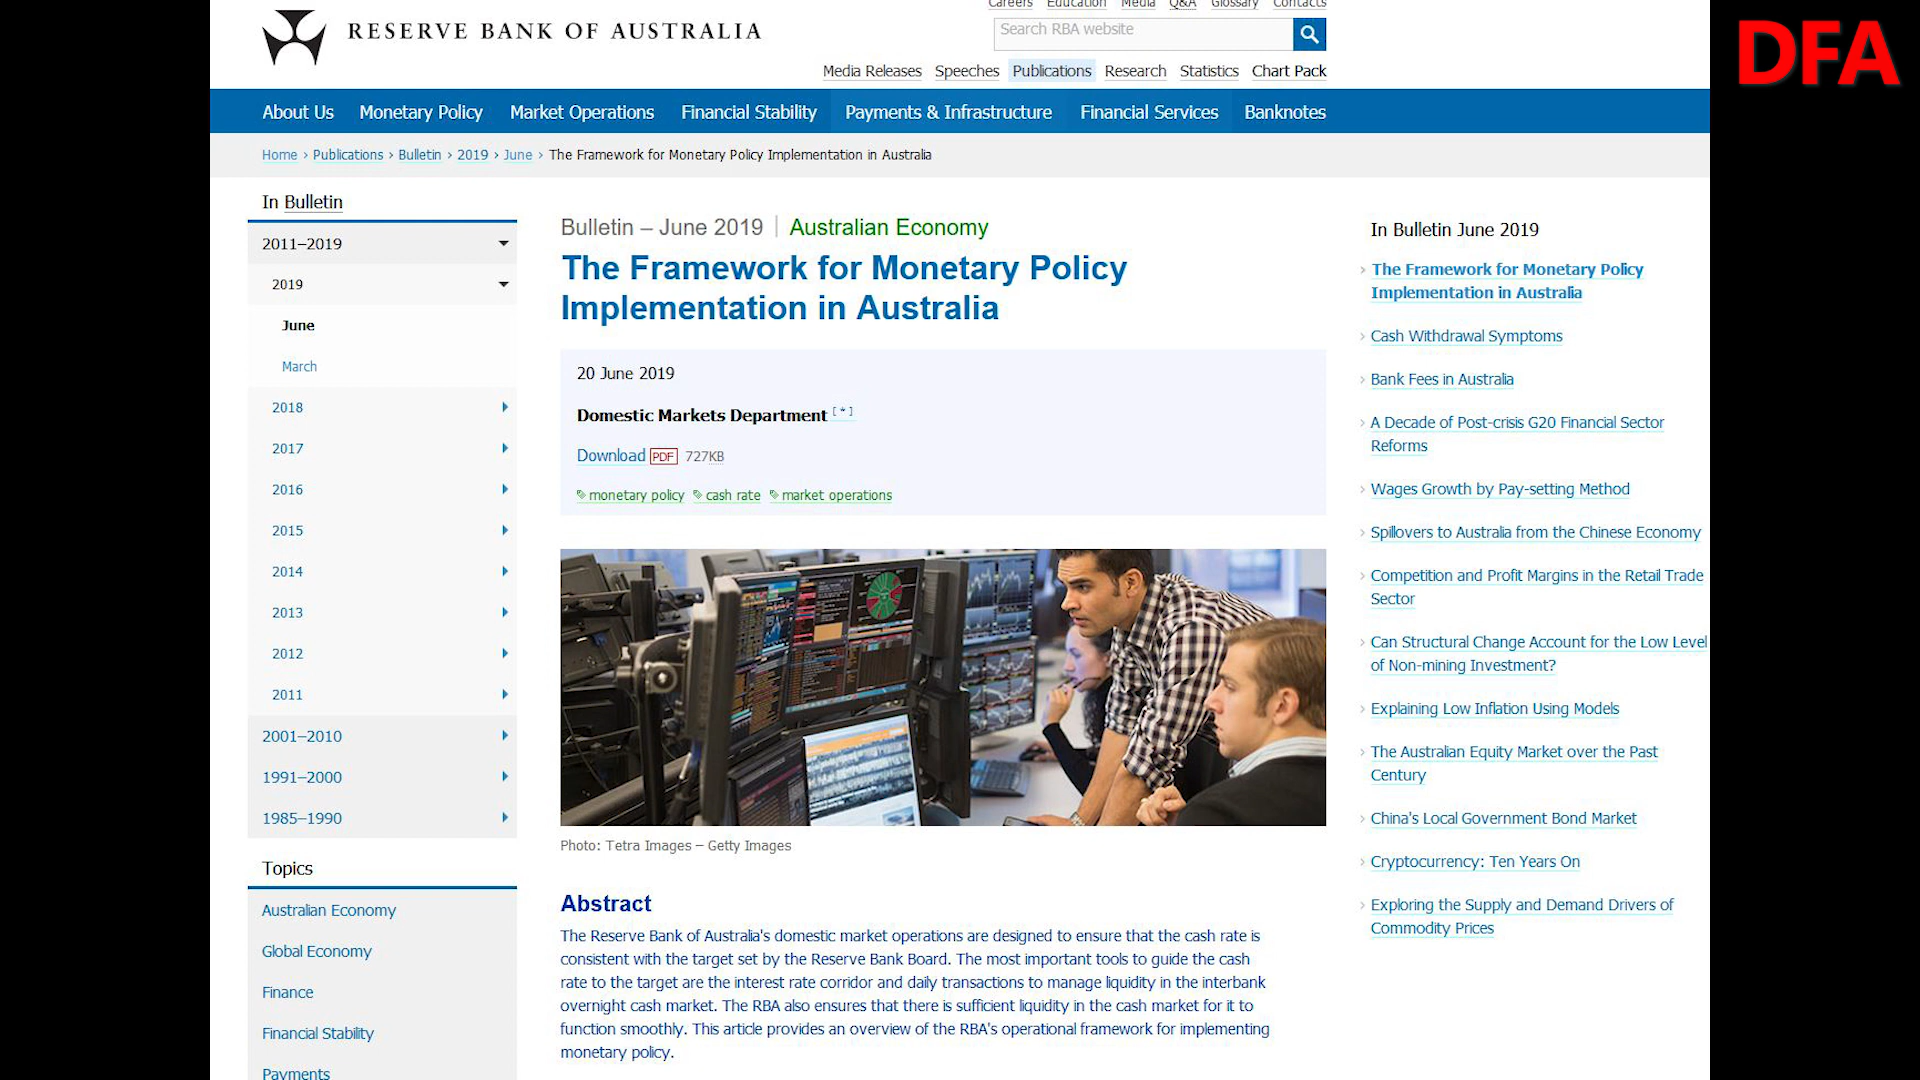 Careers Education Media Q&A Glossary Contacts
RESERVE BANK OF AUSTRALIA
Search RBA website
DFA
Media Releases Speeches Publications Research Statistics Chart Pack
About Us Monetary Policy Market Operations Financial Stability Payments & Infrastructure Financial Services Banknotes
Home › Publications › Bulletin › 2019 › June › The Framework for Monetary Policy Implementation in Australia
In Bulletin
2011–2019
2019
June
March
2018
2017
2016
2015
2014
2013
2012
2011
2001–2010
1991–2000
1985–1990
Topics
Australian Economy
Global Economy
Finance
Financial Stability
Payments
Bulletin – June 2019 | Australian Economy
The Framework for Monetary Policy
Implementation in Australia
20 June 2019
Domestic Markets Department [*]
Download PDF 727KB
monetary policy cash rate market operations
Photo: Tetra Images – Getty Images
Abstract
The Reserve Bank of Australia's domestic market operations are designed to ensure that the cash rate is
consistent with the target set by the Reserve Bank Board. The most important tools to guide the cash
rate to the target are the interest rate corridor and daily transactions to manage liquidity in the interbank
overnight cash market. The RBA also ensures that there is sufficient liquidity in the cash market for it to
function smoothly. This article provides an overview of the RBA's operational framework for implementing
monetary policy.
In Bulletin June 2019
› The Framework for Monetary Policy
Implementation in Australia
› Cash Withdrawal Symptoms
› Bank Fees in Australia
› A Decade of Post-crisis G20 Financial Sector
Reforms
› Wages Growth by Pay-setting Method
› Spillovers to Australia from the Chinese Economy
› Competition and Profit Margins in the Retail Trade
Sector
› Can Structural Change Account for the Low Level
of Non-mining Investment?
› Explaining Low Inflation Using Models
› The Australian Equity Market over the Past
Century
› China's Local Government Bond Market
› Cryptocurrency: Ten Years On
› Exploring the Supply and Demand Drivers of
Commodity Prices